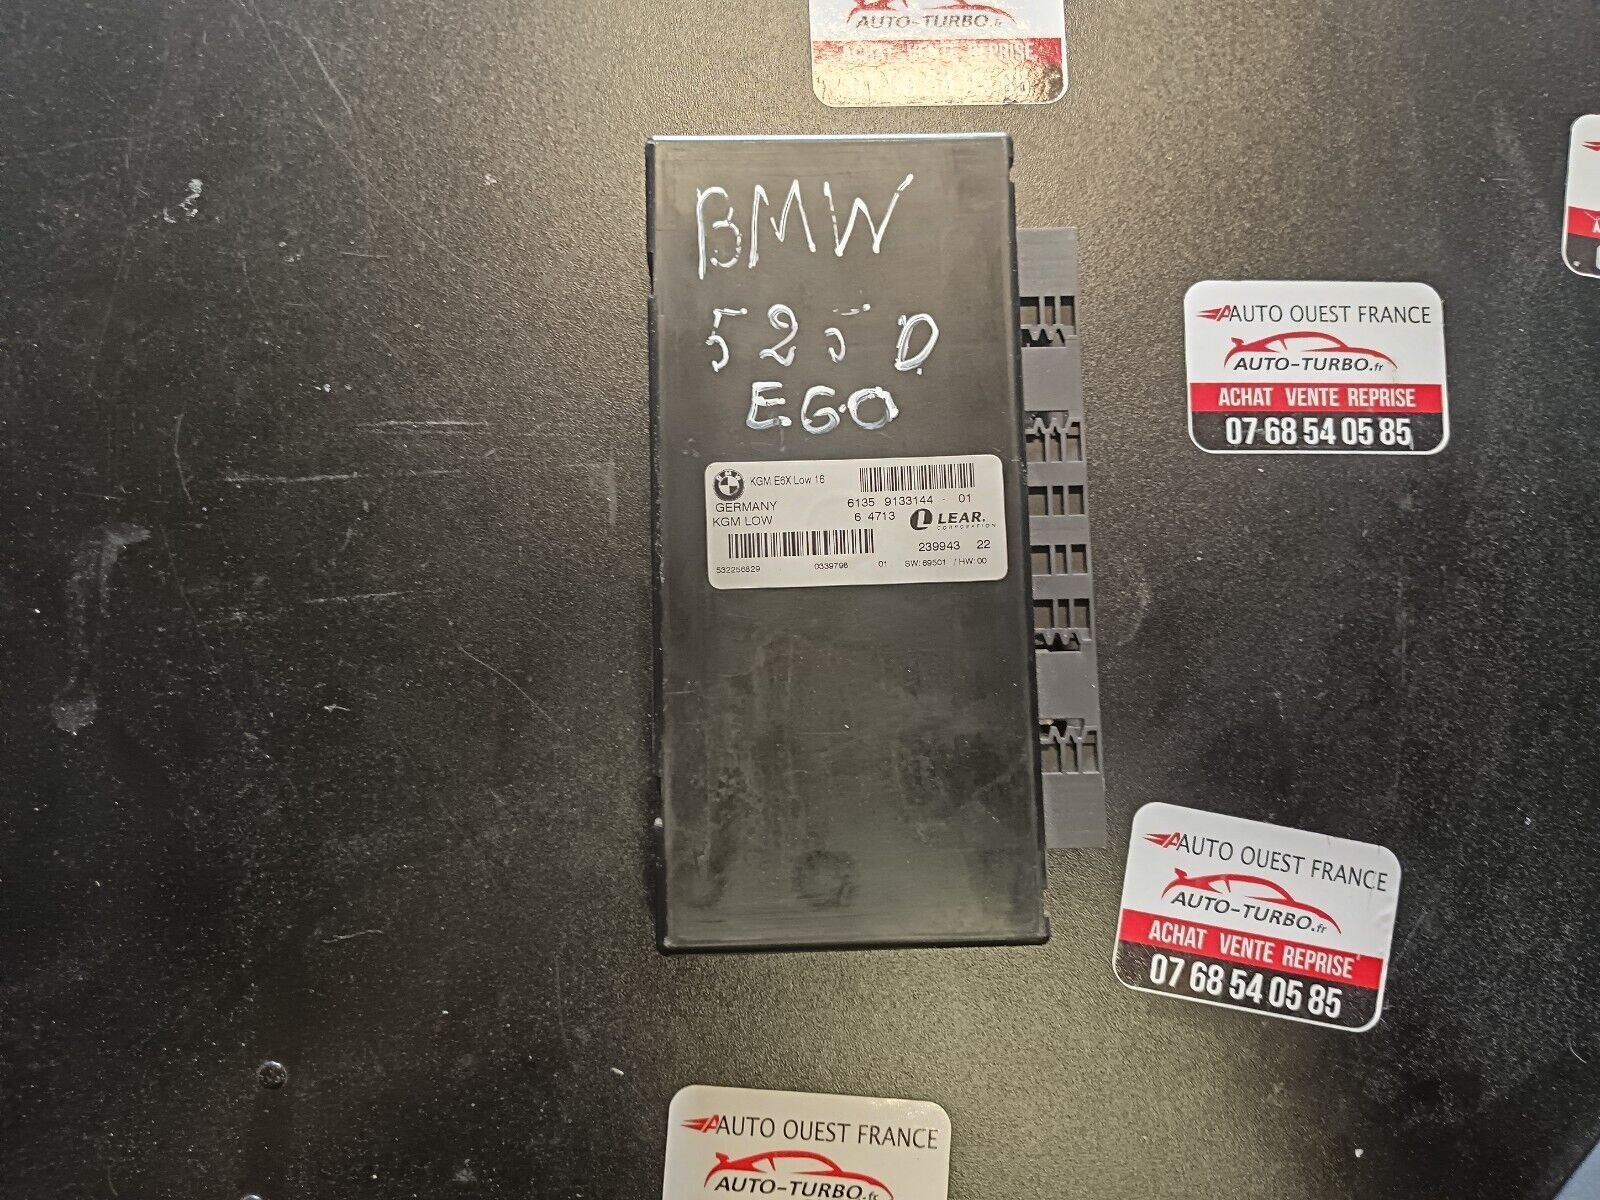 AUTO-TURBO.fr
ACHAT VENTE REPRISE
BMW
525D
E60
AUTO OUEST FRANCE
AUTO-TURBO.fr
ACHAT VENTE REPRISE
07 68 54 05 85
BMW
KGM E6X Low 16
GERMANY
6135 9133144 - 01
KGM LOW
6 4713
LEAR.
CORPORATION
239943 22
532256829
0339798
01
SW: 89501 / HW: 00
AUTO OUEST FRANCE
AUTO-TURBO.fr
ACHAT VENTE REPRISE
07 68 54 05 85
AUTO OUEST FRANCE
AUTO-TURBO.fr